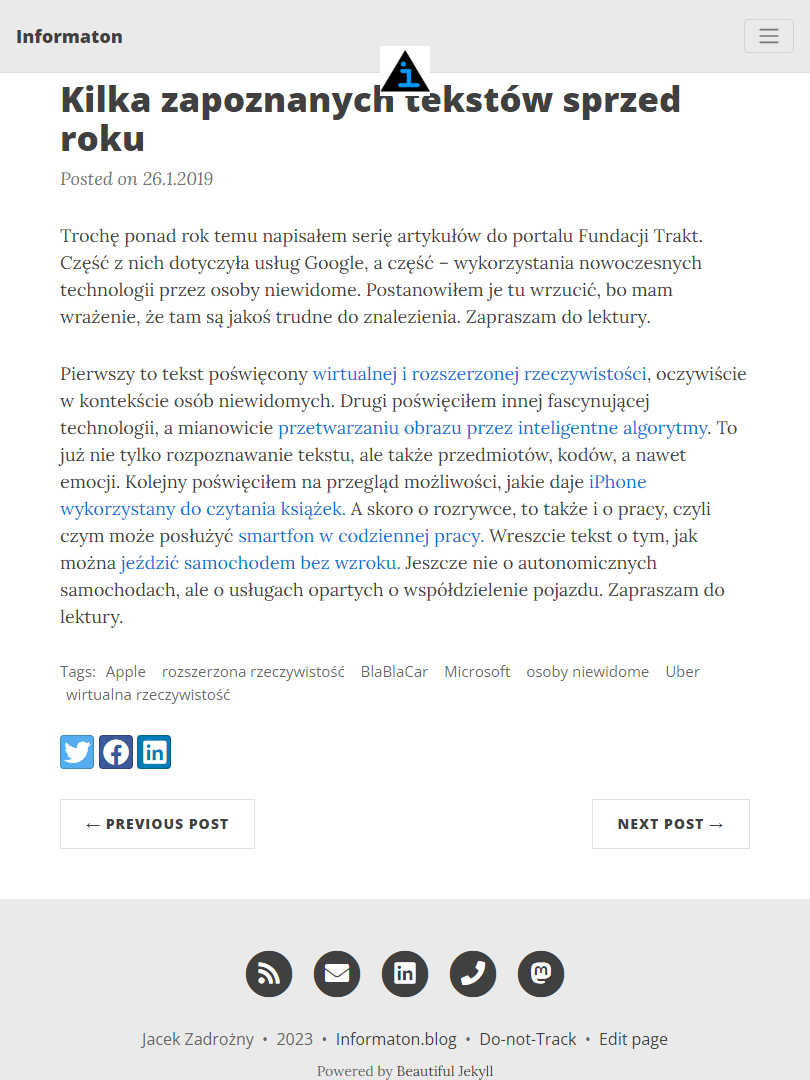 Informaton
Kilka zapoznanych tekstów sprzed
roku
Posted on 26.1.2019
Trochę ponad rok temu napisałem serię artykułów do portalu Fundacji Trakt.
Część z nich dotyczyła usług Google, a część – wykorzystania nowoczesnych
technologii przez osoby niewidome. Postanowiłem je tu wrzucić, bo mam
wrażenie, że tam są jakoś trudne do znalezienia. Zapraszam do lektury.
Pierwszy to tekst poświęcony wirtualnej i rozszerzonej rzeczywistości, oczywiście
w kontekście osób niewidomych. Drugi poświęciłem innej fascynującej
technologii, a mianowicie przetwarzaniu obrazu przez inteligentne algorytmy. To
już nie tylko rozpoznawanie tekstu, ale także przedmiotów, kodów, a nawet
emocji. Kolejny poświęciłem na przegląd możliwości, jakie daje iPhone
wykorzystany do czytania książek. A skoro o rozrywce, to także i o pracy, czyli
czym może posłużyć smartfon w codziennej pracy. Wreszcie tekst o tym, jak
można jeździć samochodem bez wzroku. Jeszcze nie o autonomicznych
samochodach, ale o usługach opartych o współdzielenie pojazdu. Zapraszam do
lektury.
Tags: Apple rozszerzona rzeczywistość BlaBlaCar Microsoft osoby niewidome Uber
wirtualna rzeczywistość
← PREVIOUS POST
NEXT POST →
Jacek Zadrożny • 2023 • Informaton.blog • Do-not-Track • Edit page
Powered by Beautiful Jekyll